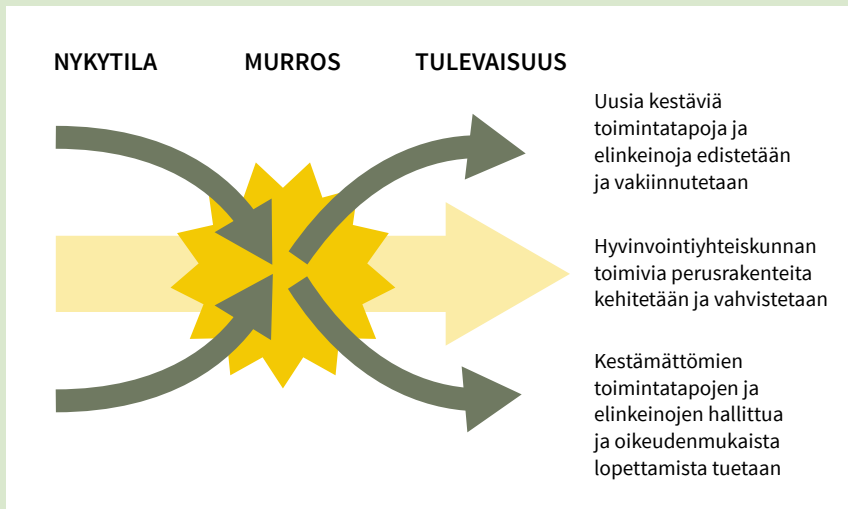 NYKYTILA MURROS TULEVAISUUS
Uusia kestäviä
toimintatapoja ja
elinkeinoja edistetään
ja vakiinnutetaan
Hyvinvointiyhteiskunnan
toimivia perusrakenteita
kehitetään ja vahvistetaan
Kestämättömien
toimintatapojen ja
elinkeinojen hallittua
ja oikeudenmukaista
lopettamista tuetaan